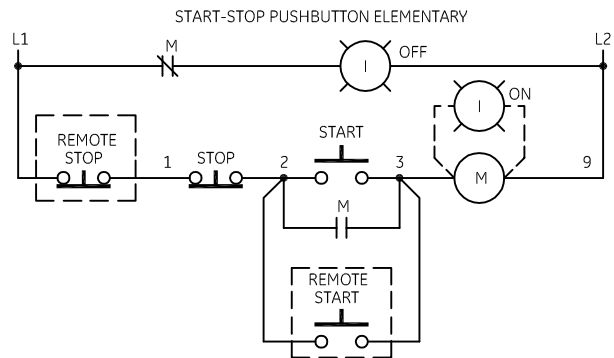 START-STOP PUSHBUTTON ELEMENTARY
L1
L2
M
I
OFF
I
ON
REMOTE
STOP
1
STOP
2
START
3
M
9
M
REMOTE
START